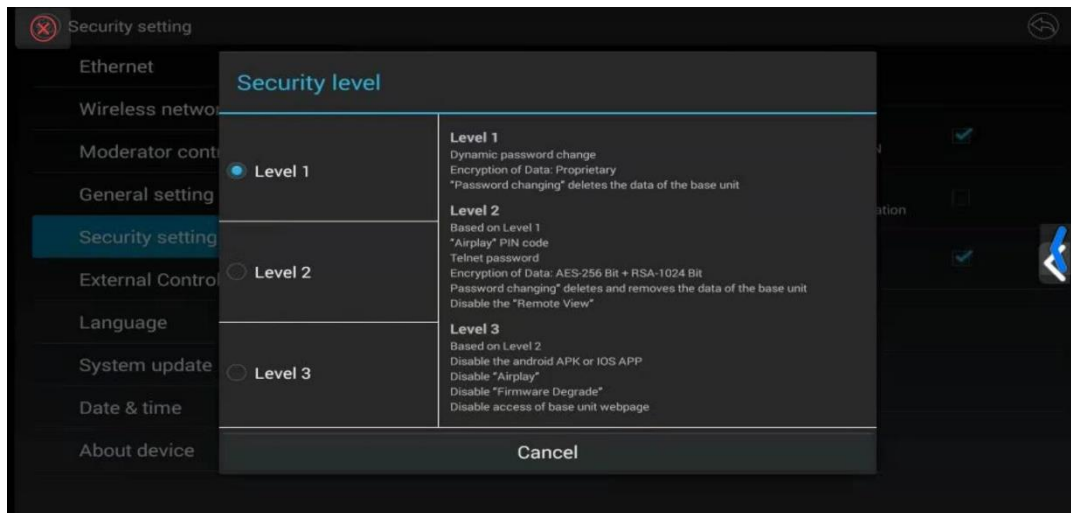 Security setting
Ethernet
Wireless networ
Moderator cont
General setting
Security setting
External Control
Language
System update
Date & time
About device
Security level
Level 1
Level 2
Level 3
Level 1
Dynamic password change
Encryption of Data: Proprietary
"Password changing" deletes the data of the base unit
Level 2
Based on Level 1
"Airplay" PIN code
Telnet password
Encryption of Data: AES-256 Bit + RSA-1024 Bit
Password changing" deletes and removes the data of the base unit
Disable the "Remote View"
Level 3
Based on Level 2
Disable the android APK or IOS APP
Disable "Airplay"
Disable "Firmware Degrade"
Disable access of base unit webpage
N
ation
Cancel